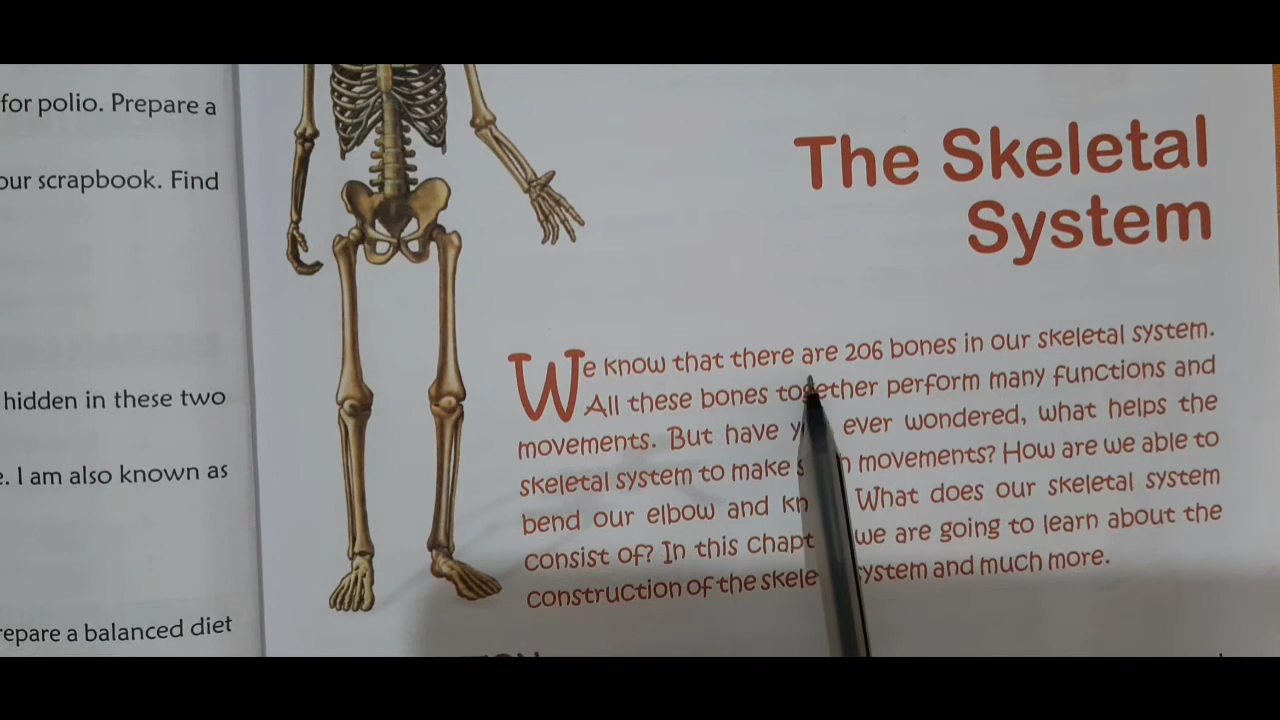 for polio. Prepare a
our scrapbook. Find
hidden in these two
I am also known as
a balanced diet
The Skeletal
System
We know that there are 206 bones in our skeletal system.
All these bones together perform many functions and
movements. But have ever wondered, what helps the
skeletal system to make movements? How are we able to
bend our elbow and What does our skeletal system
consist of? In this we are going to learn about the
construction of the system and much more.